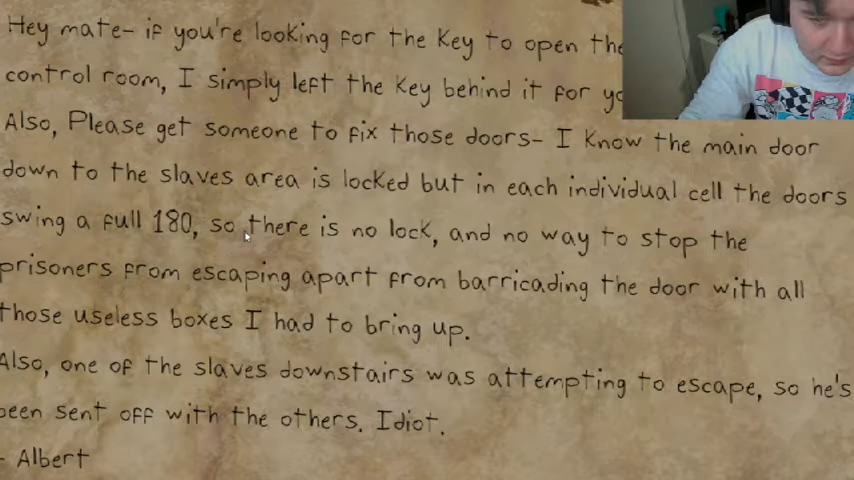 Hey mate- if you're looking for the key to open the
control room, I simply left the key behind it for
Also, Please get someone to fix those doors- I know the main door
down to the slaves area is locked but in each individual cell the doors
swing a full 180, so there is no lock, and no way to stop the
prisoners from escaping apart from barricading the door with all
those useless boxes I had to bring up.
Also, one of the slaves downstairs was attempting to escape, so he's
been sent off with the others. Idiot.
- Albert